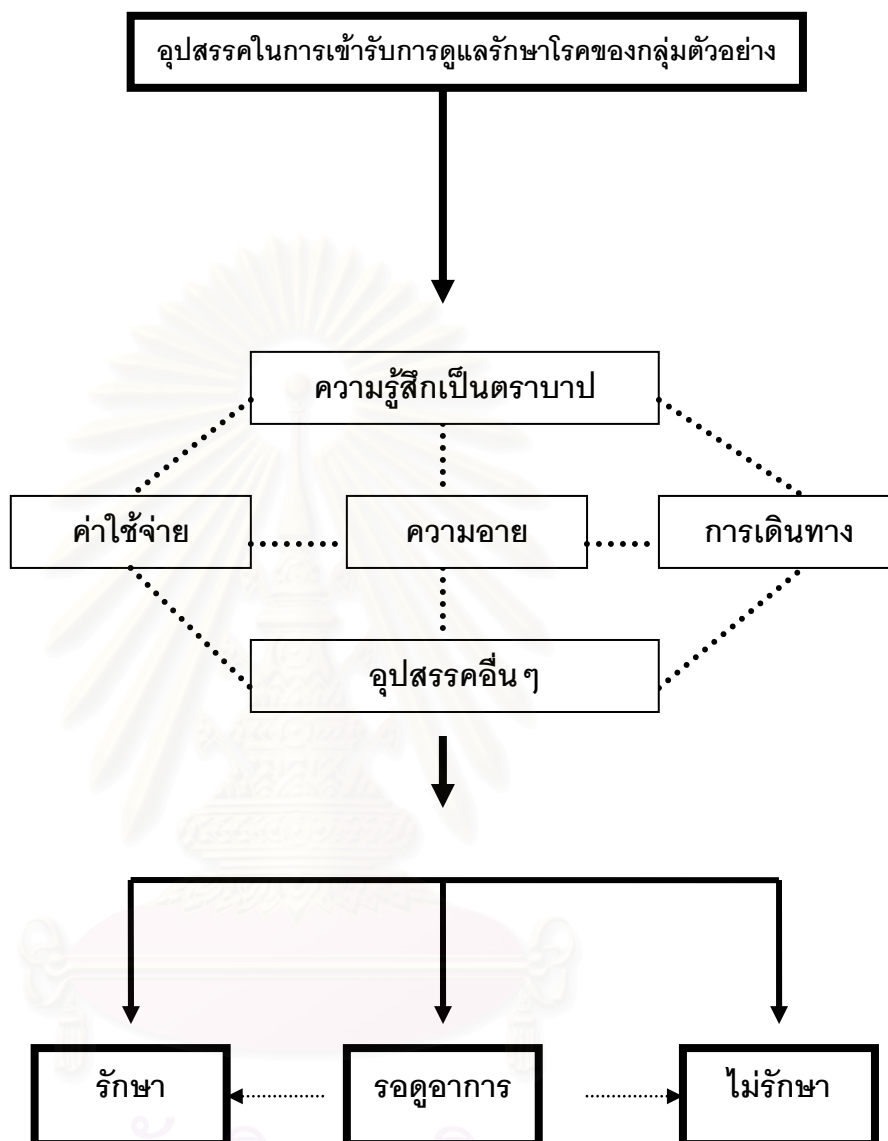 อุปสรรคในการเข้ารับการดูแลรักษาโรคของกลุ่มตัวอย่าง
ความรู้สึกเป็นตราบาป
ค่าใช้จ่าย
ความอาย
การเดินทาง
อุปสรรคอื่น ๆ
รักษา
รอดูอาการ
ไม่รักษา